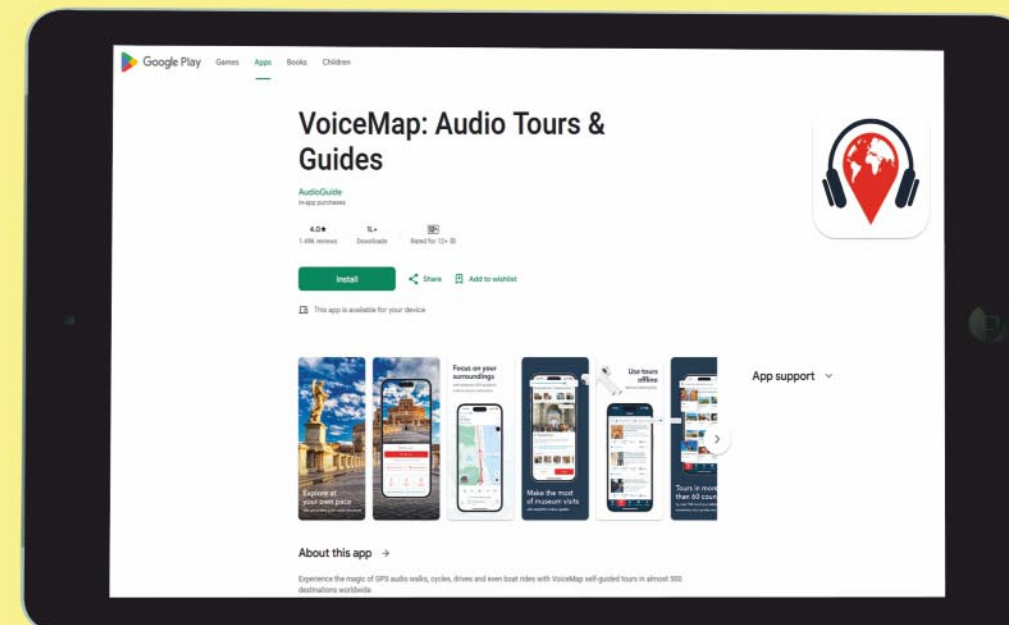 Google Play Games Apps Books Children
VoiceMap: Audio Tours &
Guides
AudioGuide
In-app purchases
4.0★ 1L+ 12+
1.49K reviews Downloads Rated for 12+
Install Share Add to wishlist
This app is available for your device
Explore at
your own pace
Focus on your
surroundings
Make the most
of museum visits
Use tours
offline
Tours in more
than 60 coun
App support
About this app →
Experience the magic of GPS audio walks, cycles, drives and even boat rides with VoiceMap self-guided tours in almost 500
destinations worldwide.